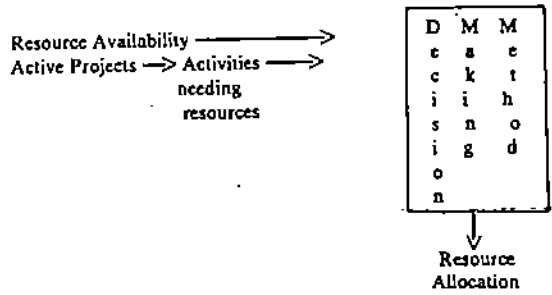 Resource Availability
Active Projects Activities
needing
resources
Decision Making Method
Resource
Allocation